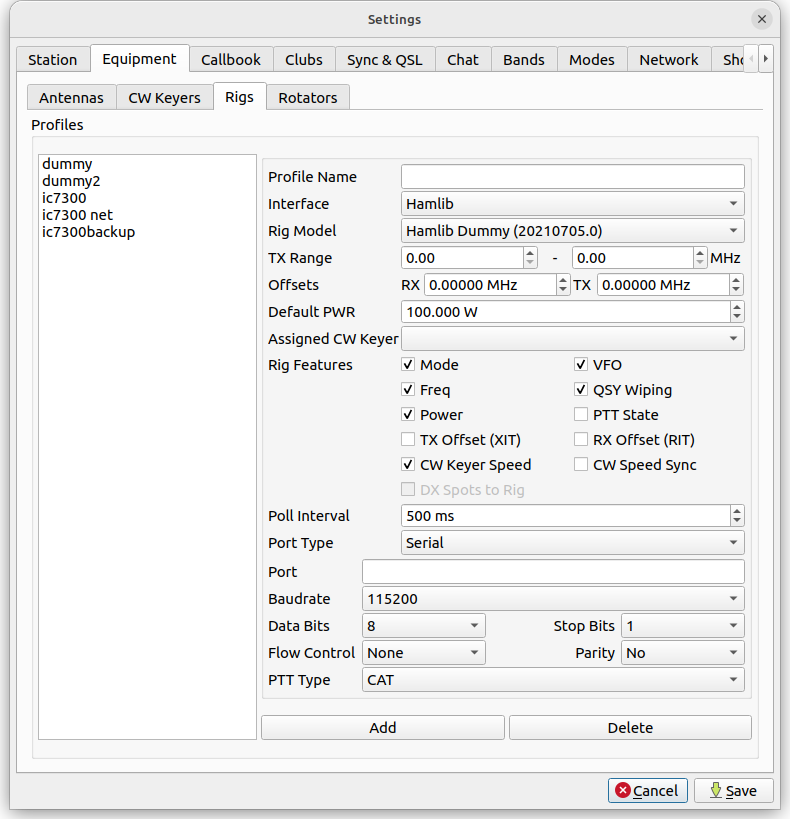 Settings
Station Equipment Callbook Clubs Sync & QSL Chat Bands Modes Network
Antennas CW Keyers Rigs Rotators
Profiles
dummy
dummy2
ic7300
ic7300 net
ic7300backup
Profile Name
Interface Hamlib
Rig Model Hamlib Dummy (20210705.0)
TX Range 0.00 - 0.00 MHz
Offsets RX 0.00000 MHz TX 0.00000 MHz
Default PWR 100.000 W
Assigned CW Keyer
Rig Features Mode VFO
Freq QSY Wiping
Power PTT State
TX Offset (XIT) RX Offset (RIT)
CW Keyer Speed CW Speed Sync
DX Spots to Rig
Poll Interval 500 ms
Port Type Serial
Port
Baudrate 115200
Data Bits 8 Stop Bits 1
Flow Control None Parity No
PTT Type CAT
Add Delete
Cancel Save